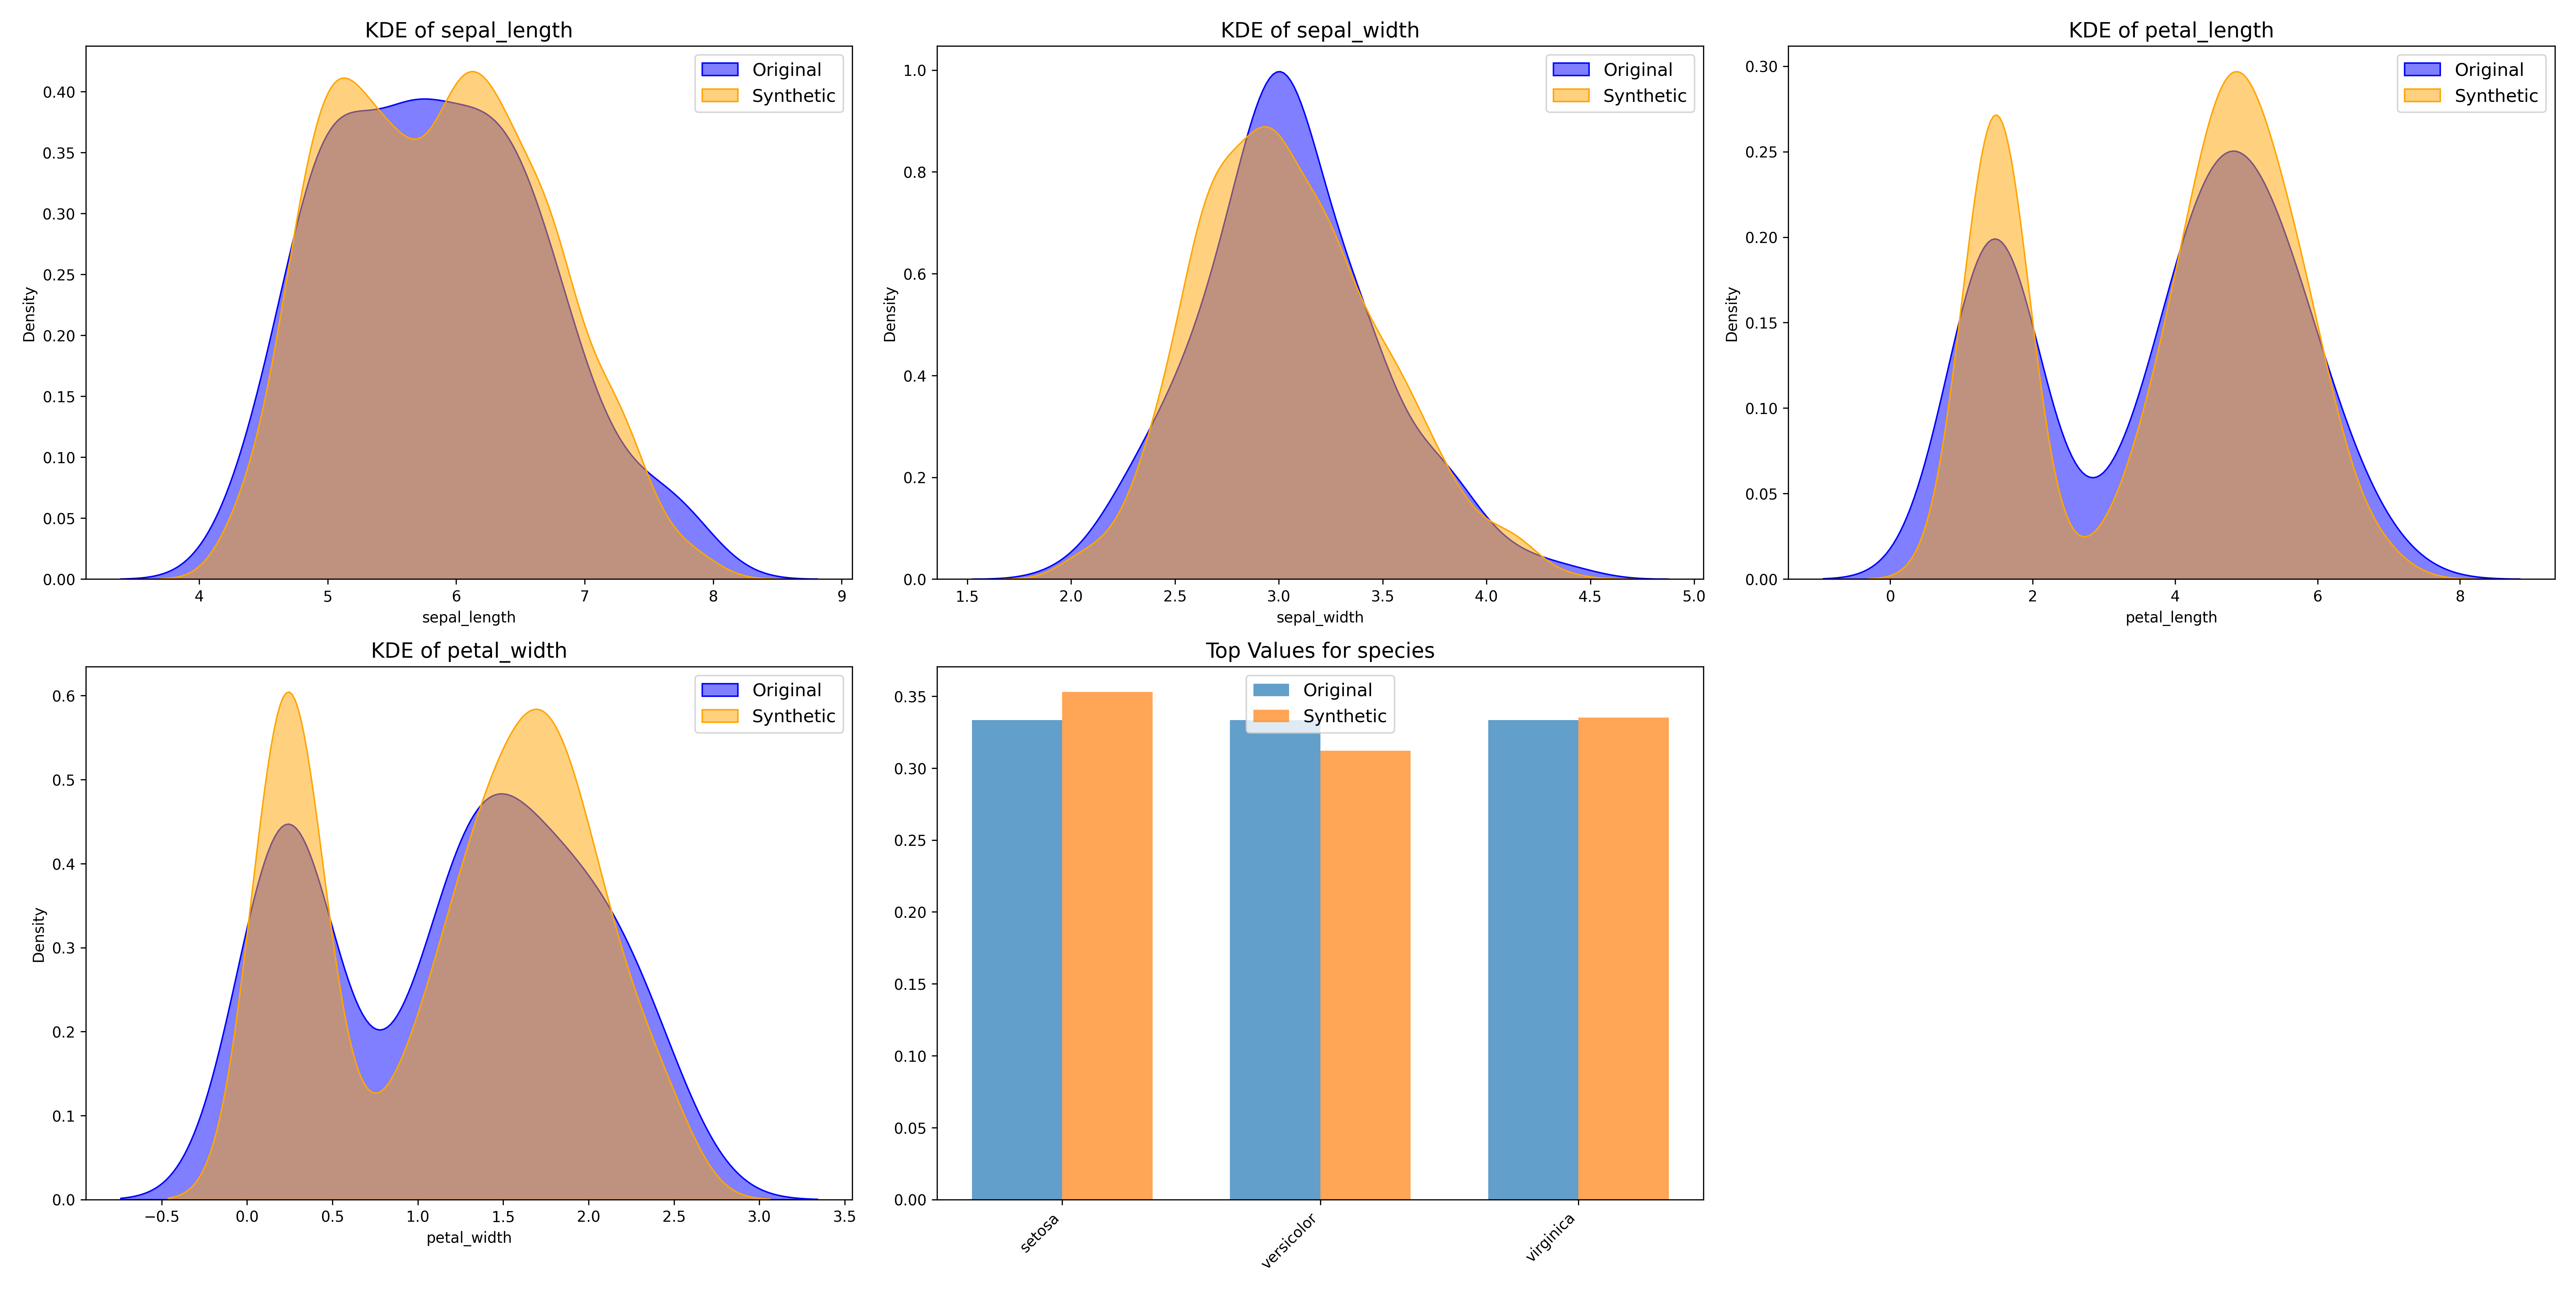 KDE of sepal_length
Original
Synthetic
Density
0.40
0.35
0.30
0.25
0.20
0.15
0.10
0.05
0.00
4 5 6 7 8 9
sepal_length
KDE of sepal_width
Original
Synthetic
Density
1.0
0.8
0.6
0.4
0.2
0.0
1.5 2.0 2.5 3.0 3.5 4.0 4.5 5.0
sepal_width
KDE of petal_length
Original
Synthetic
Density
0.30
0.25
0.20
0.15
0.10
0.05
0.00
0 2 4 6 8
petal_length
KDE of petal_width
Original
Synthetic
Density
0.6
0.5
0.4
0.3
0.2
0.1
0.0
−0.5 0.0 0.5 1.0 1.5 2.0 2.5 3.0 3.5
petal_width
Top Values for species
Original
Synthetic
0.35
0.30
0.25
0.20
0.15
0.10
0.05
0.00
setosa
versicolor
virginica